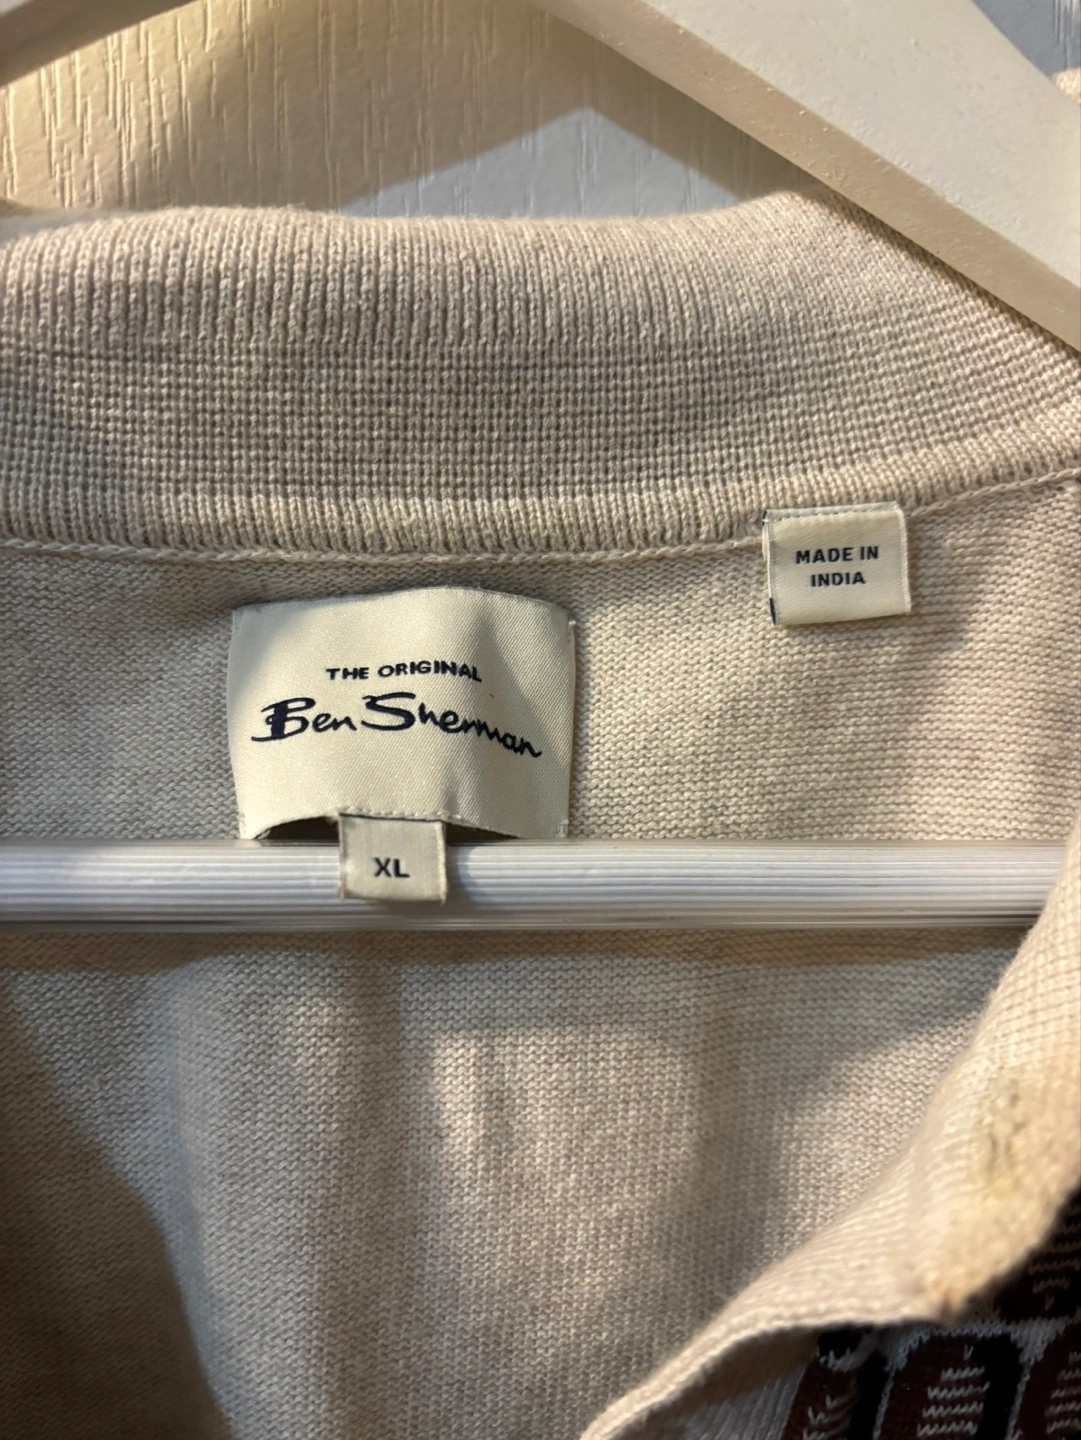 MADE IN
INDIA
THE ORIGINAL
Ben Sherman
XL